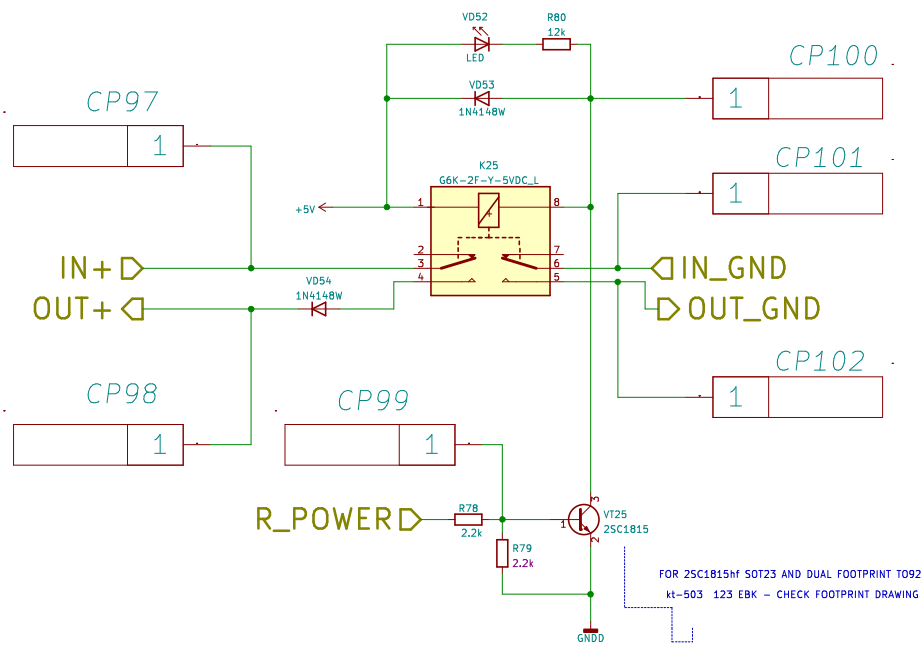 VD52
LED
R80
12k
CP100
1
VD53
1N4148W
CP97
1
CP101
1
K25
G6K-2F-Y-5VDC_L
+5V
1
8
2
3
4
7
6
5
IN+
IN_GND
OUT+
VD54
1N4148W
OUT_GND
CP98
1
CP99
1
CP102
1
R_POWER
R78
2.2k
R79
2.2k
1
3
2
VT25
2SC1815
FOR 2SC1815hf SOT23 AND DUAL FOOTPRINT TO92
kt-503 123 EBK - CHECK FOOTPRINT DRAWING
GNDD